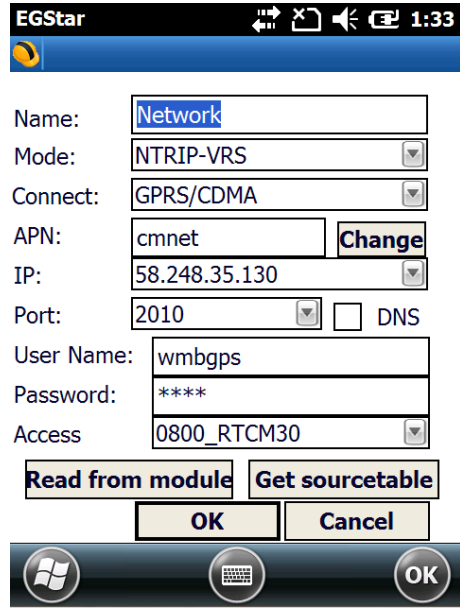 EGStar 1:33
Name: Network
Mode: NTRIP-VRS
Connect: GPRS/CDMA
APN: cmnet Change
IP: 58.248.35.130
Port: 2010 DNS
User Name: wmbgps
Password: ****
Access 0800_RTCM30
Read from module Get sourcetable
OK Cancel
OK